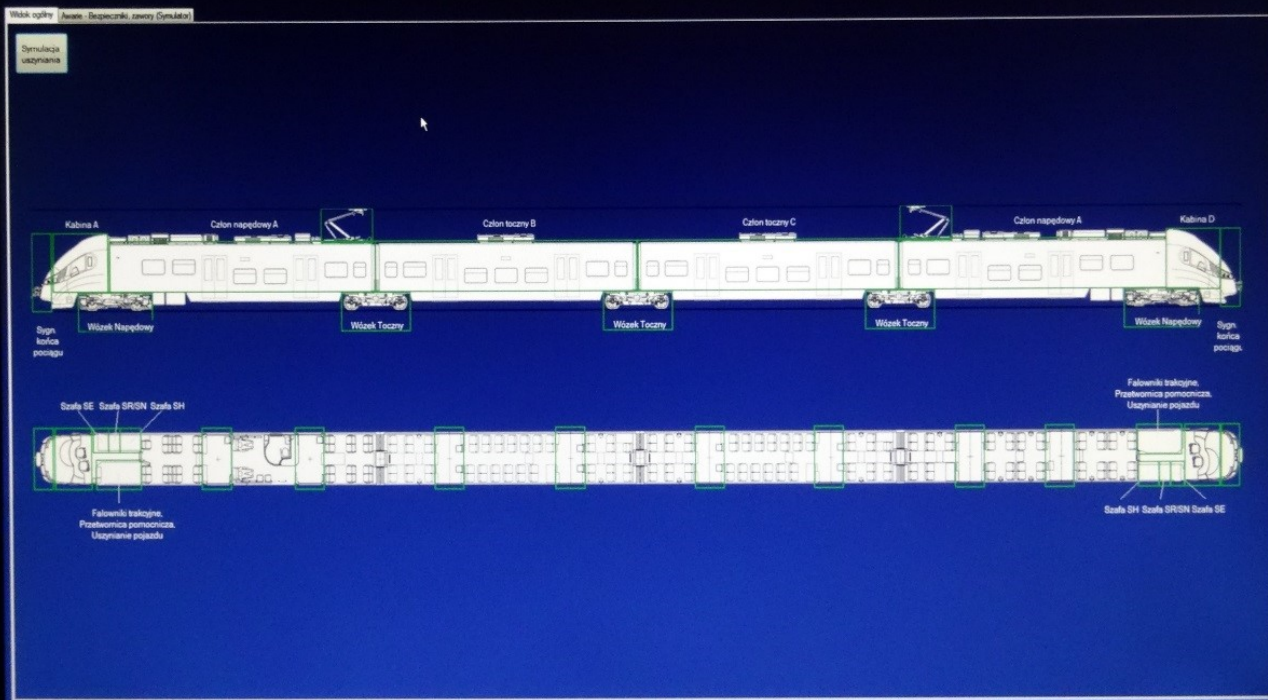 Widok ogólny Awarie - Bezpieczniki, zawory (Symulator)
Symulacja
uszyniania
Kabina A Człon napędowy A Człon toczny B Człon toczny C Człon napędowy A Kabina D
Wózek Napędowy Wózek Toczny Wózek Toczny Wózek Toczny Wózek Napędowy
Sygn.
końca
pociągu
Sygn.
końca
pociągu
Falowniki trakcyjne,
Przetwornica pomocnicza,
Uszynianie pojazdu
Szafa SE Szafa SR/SN Szafa SH
Falowniki trakcyjne,
Przetwornica pomocnicza,
Uszynianie pojazdu
Szafa SH Szafa SR/SN Szafa SE